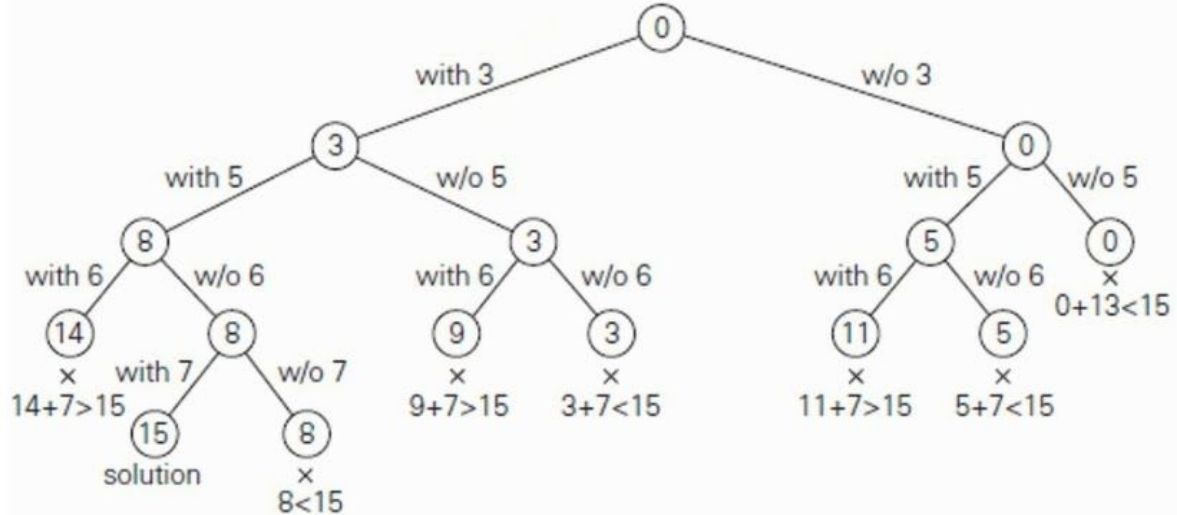 0
with 3 w/o 3
3 0
with 5 w/o 5 with 5 w/o 5
8 3 5 0
with 6 w/o 6 with 6 w/o 6 with 6 w/o 6 ×
0+13<15
14 8 9 3 11 5
× with 7 w/o 7 × × × ×
14+7>15 9+7>15 3+7<15 11+7>15 5+7<15
15 8
solution ×
8<15